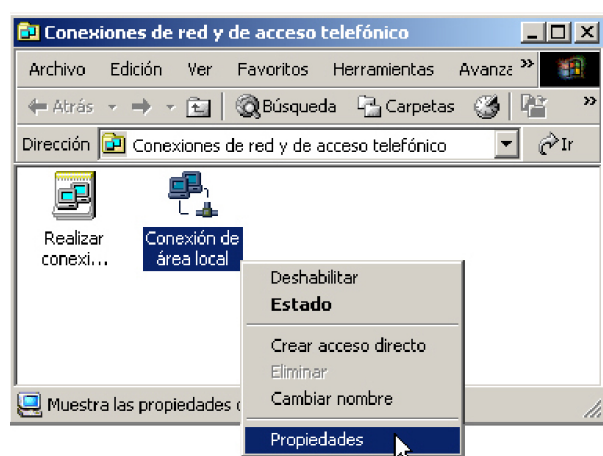 Conexiones de red y de acceso telefónico
Archivo Edición Ver Favoritos Herramientas Avanza »
Atrás Búsqueda Carpetas »
Dirección Conexiones de red y de acceso telefónico Ir
Realizar conexi...
Conexión de área local
Deshabilitar
Estado
Crear acceso directo
Eliminar
Cambiar nombre
Propiedades
Muestra las propiedades